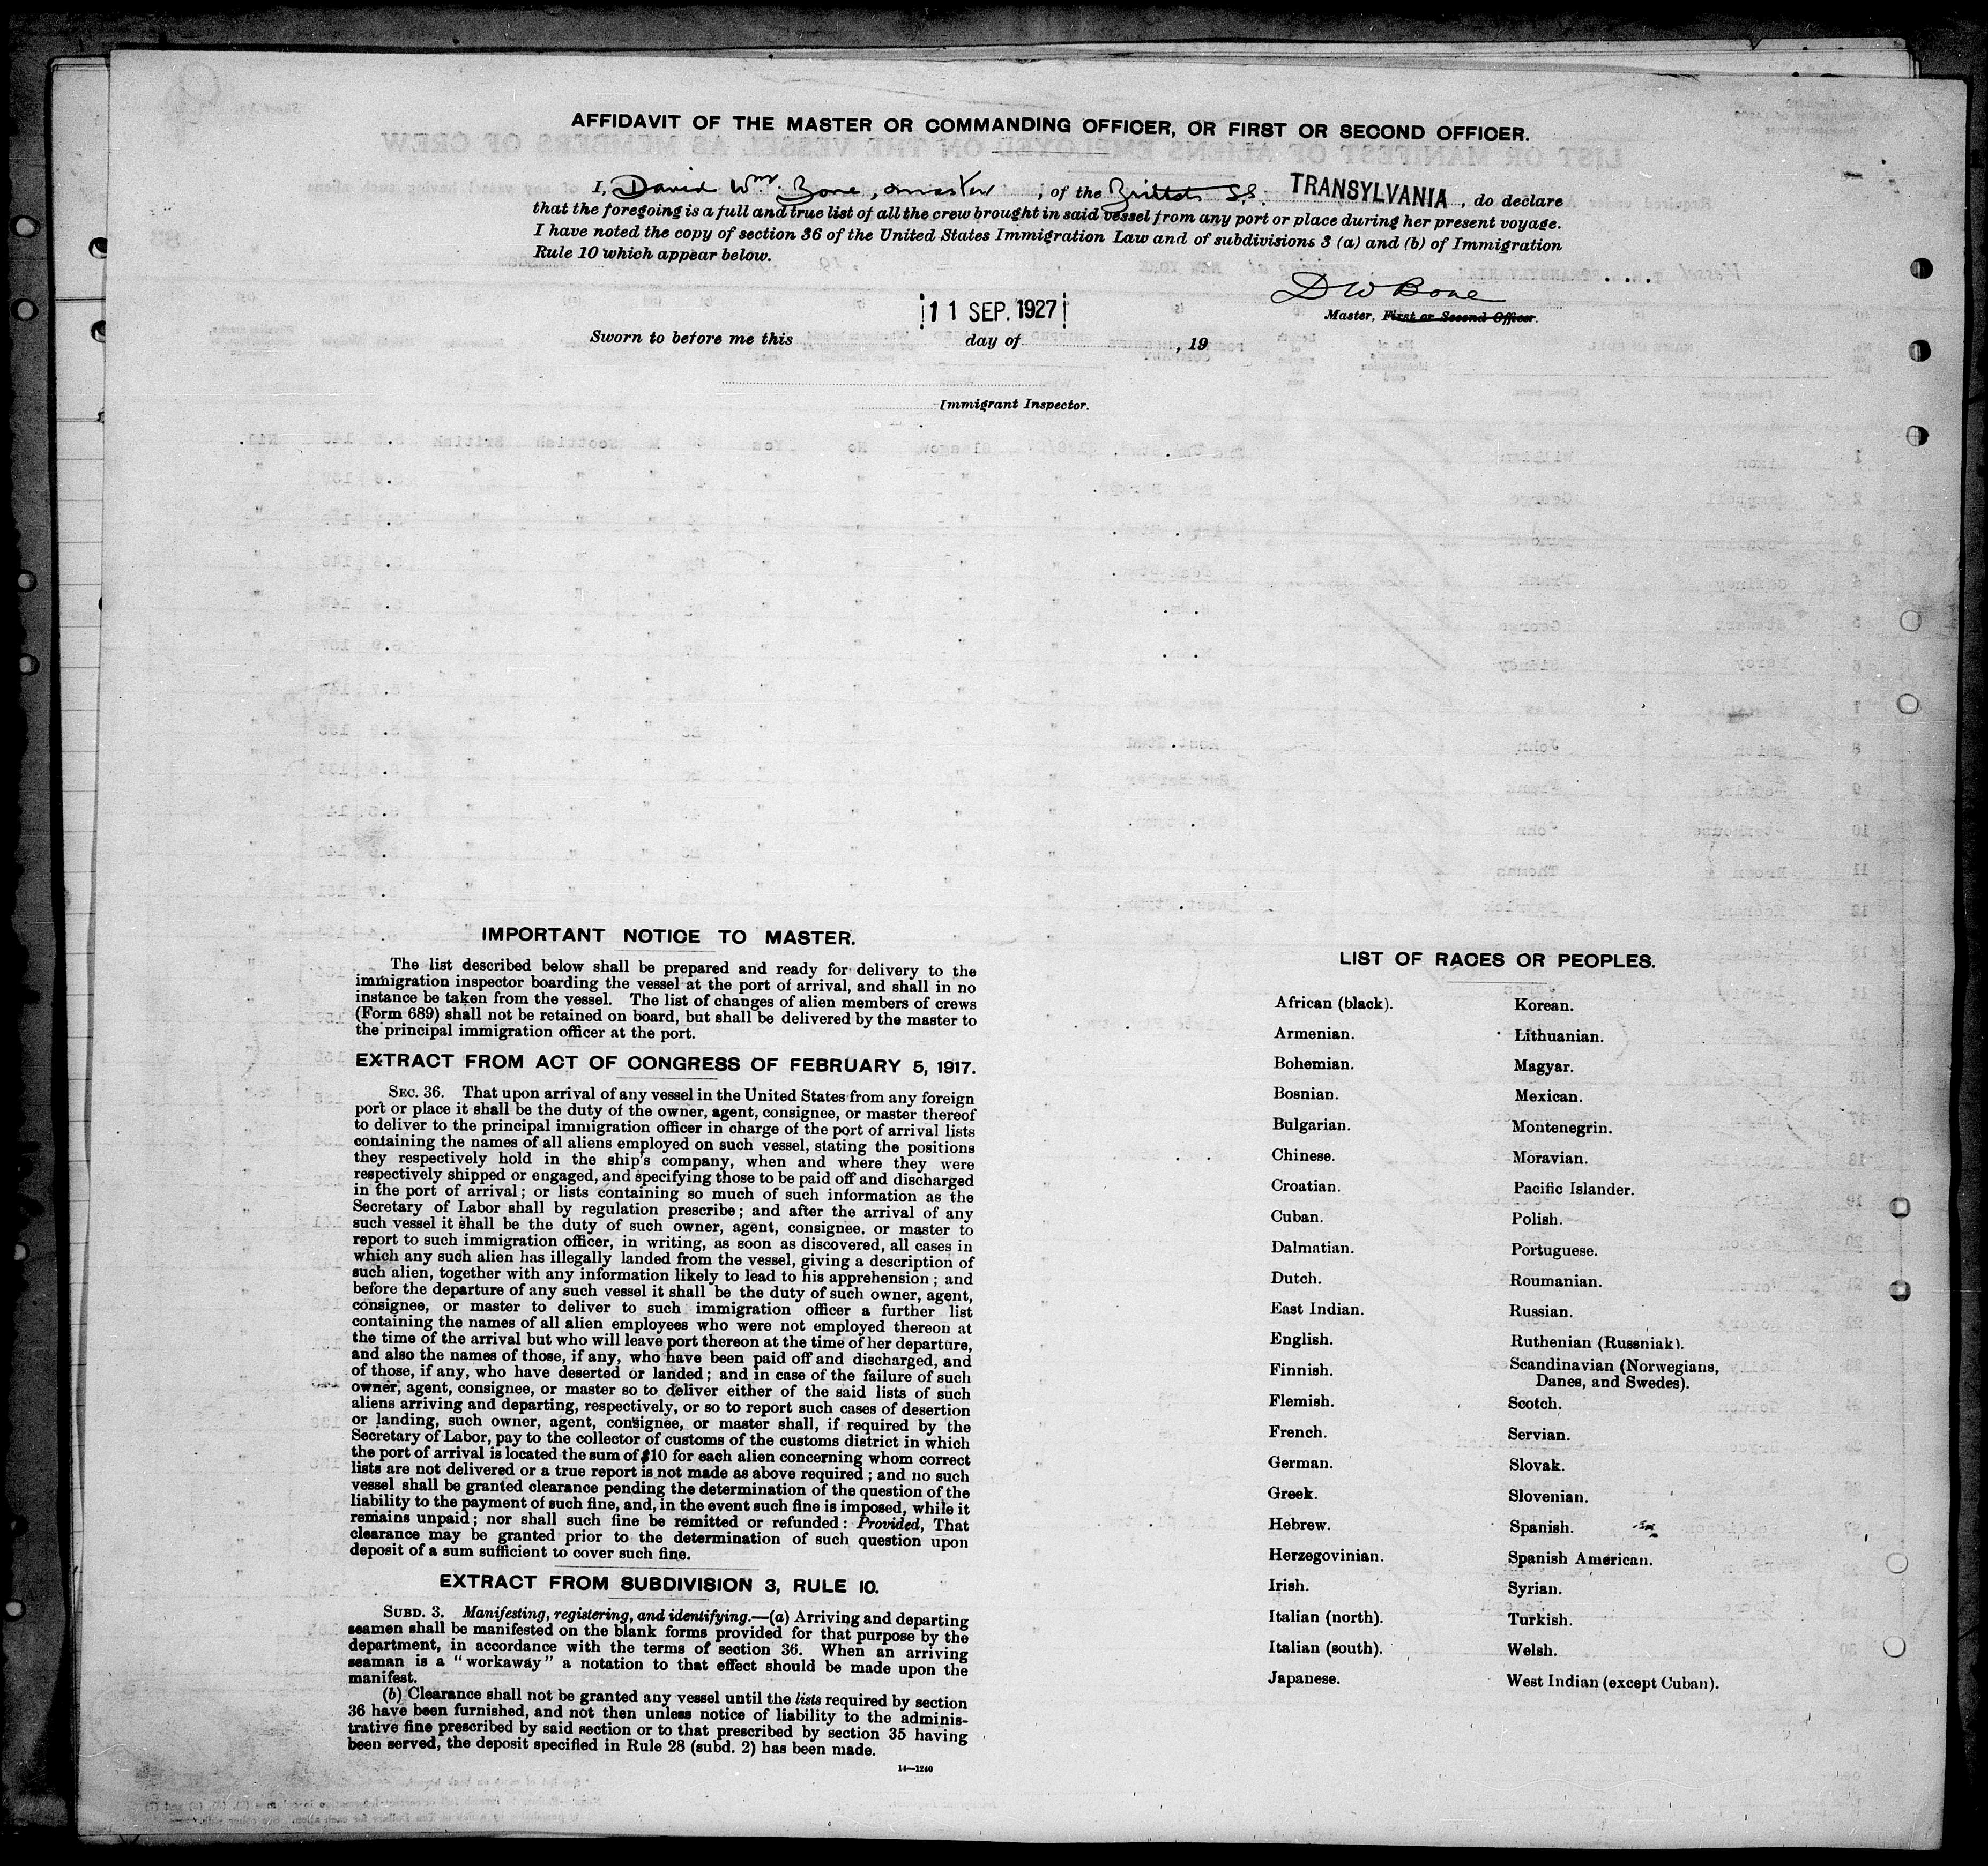 AFFIDAVIT OF THE MASTER OR COMMANDING OFFICER, OR FIRST OR SECOND OFFICER.
I, David Wm. Bone, master, of the British S.S. TRANSYLVANIA, do declare
that the foregoing is a full and true list of all the crew brought in said vessel from any port or place during her present voyage.
I have noted the copy of section 36 of the United States Immigration Law and of subdivisions 3 (a) and (b) of Immigration
Rule 10 which appear below.
D W Bone
Master, First or Second Officer.
11 SEP. 1927
Sworn to before me this day of , 19
Immigrant Inspector.
IMPORTANT NOTICE TO MASTER.
The list described below shall be prepared and ready for delivery to the
immigration inspector boarding the vessel at the port of arrival, and shall in no
instance be taken from the vessel. The list of changes of alien members of crews
(Form 689) shall not be retained on board, but shall be delivered by the master to
the principal immigration officer at the port.
EXTRACT FROM ACT OF CONGRESS OF FEBRUARY 5, 1917.
SEC. 36. That upon arrival of any vessel in the United States from any foreign
port or place it shall be the duty of the owner, agent, consignee, or master thereof
to deliver to the principal immigration officer in charge of the port of arrival lists
containing the names of all aliens employed on such vessel, stating the positions
they respectively hold in the ship's company, when and where they were
respectively shipped or engaged, and specifying those to be paid off and discharged
in the port of arrival; or lists containing so much of such information as the
Secretary of Labor shall by regulation prescribe; and after the arrival of any
such vessel it shall be the duty of such owner, agent, consignee, or master to
report to such immigration officer, in writing, as soon as discovered, all cases in
which any such alien has illegally landed from the vessel, giving a description of
such alien, together with any information likely to lead to his apprehension; and
before the departure of any such vessel it shall be the duty of such owner, agent,
consignee, or master to deliver to such immigration officer a further list
containing the names of all alien employees who were not employed thereon at
the time of the arrival but who will leave port thereon at the time of her departure,
and also the names of those, if any, who have been paid off and discharged, and
of those, if any, who have deserted or landed; and in case of the failure of such
owner, agent, consignee, or master so to deliver either of the said lists of such
aliens arriving and departing, respectively, or so to report such cases of desertion
or landing, such owner, agent, consignee, or master shall, if required by the
Secretary of Labor, pay to the collector of customs of the customs district in which
the port of arrival is located the sum of $10 for each alien concerning whom correct
lists are not delivered or a true report is not made as above required; and no such
vessel shall be granted clearance pending the determination of the question of the
liability to the payment of such fine, and, in the event such fine is imposed, while it
remains unpaid; nor shall such fine be remitted or refunded: Provided, That
clearance may be granted prior to the determination of such question upon
deposit of a sum sufficient to cover such fine.
EXTRACT FROM SUBDIVISION 3, RULE 10.
SUBD. 3. Manifesting, registering, and identifying.—(a) Arriving and departing
seamen shall be manifested on the blank forms provided for that purpose by the
department, in accordance with the terms of section 36. When an arriving
seaman is a "workaway" a notation to that effect should be made upon the
manifest.
(b) Clearance shall not be granted any vessel until the lists required by section
36 have been furnished, and not then unless notice of liability to the adminis-
trative fine prescribed by said section or to that prescribed by section 35 having
been served, the deposit specified in Rule 28 (subd. 2) has been made.
14—1240
LIST OF RACES OR PEOPLES.
African (black).
Armenian.
Bohemian.
Bosnian.
Bulgarian.
Chinese.
Croatian.
Cuban.
Dalmatian.
Dutch.
East Indian.
English.
Finnish.
Flemish.
French.
German.
Greek.
Hebrew.
Herzegovinian.
Irish.
Italian (north).
Italian (south).
Japanese.
Korean.
Lithuanian.
Magyar.
Mexican.
Montenegrin.
Moravian.
Pacific Islander.
Polish.
Portuguese.
Roumanian.
Russian.
Ruthenian (Russniak).
Scandinavian (Norwegians,
Danes, and Swedes).
Scotch.
Servian.
Slovak.
Slovenian.
Spanish.
Spanish American.
Syrian.
Turkish.
Welsh.
West Indian (except Cuban).